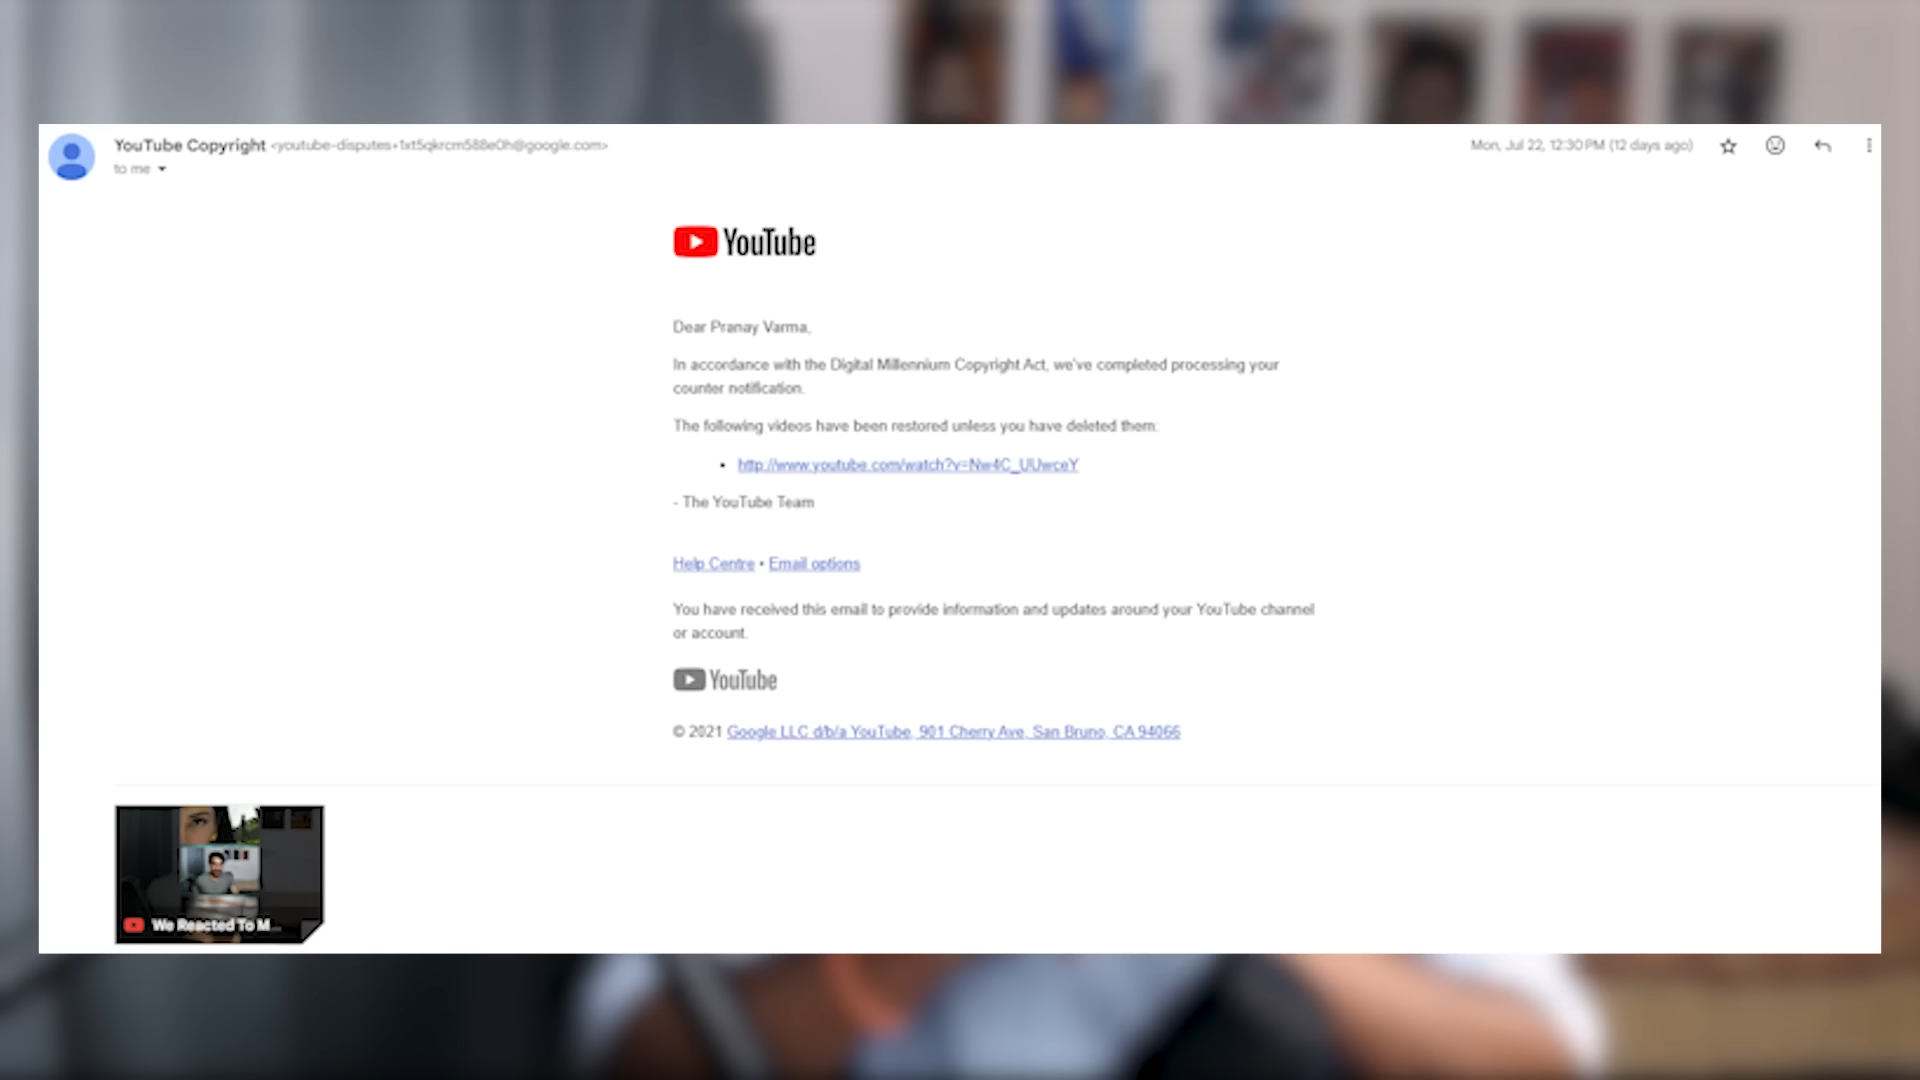 YouTube Copyright <youtube-disputes+1xt5qkrcm588e0h@google.com>
Mon, Jul 22, 12:30 PM (12 days ago)
to me
YouTube
Dear Pranay Varma,
In accordance with the Digital Millennium Copyright Act, we've completed processing your
counter notification.
The following videos have been restored unless you have deleted them:
• http://www.youtube.com/watch?v=Nw4C_UUwceY
- The YouTube Team
Help Centre • Email options
You have received this email to provide information and updates around your YouTube channel
or account.
YouTube
© 2021 Google LLC d/b/a YouTube, 901 Cherry Ave, San Bruno, CA 94066
We Reacted To M...